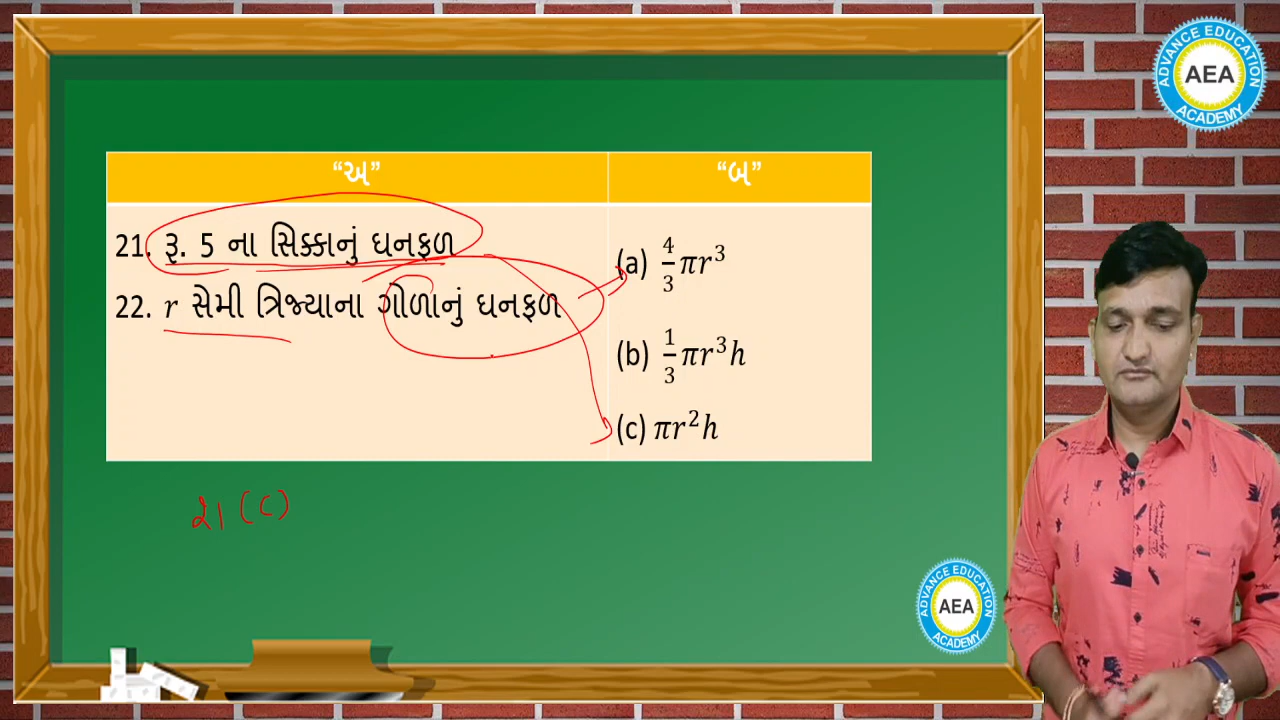 ADVANCE EDUCATION
AEA
ACADEMY
“અ”
“બ”
21. રૂ. 5 ના સિક્કાનું ઘનફળ
22. r સેમી ત્રિજ્યાના ગોળાનું ઘનફળ
(a) 4/3 πr³
(b) 1/3 πr³h
(c) πr²h
૨૧ (c)
ADVANCE EDUCATION
AEA
ACADEMY